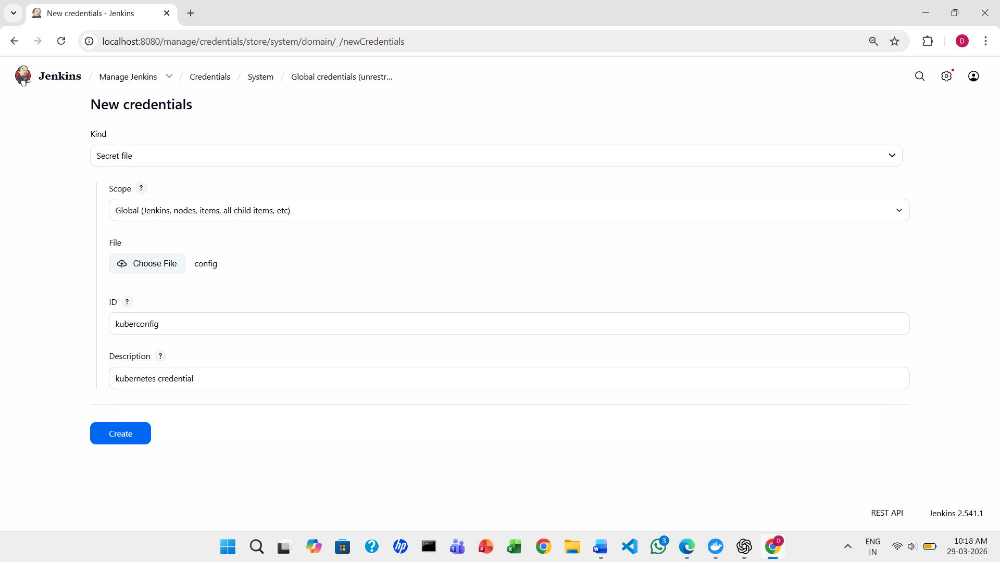 New credentials - Jenkins
localhost:8080/manage/credentials/store/system/domain/_/newCredentials
D
Jenkins / Manage Jenkins / Credentials / System / Global credentials (unrestr...
New credentials
Kind
Secret file
Scope ?
Global (Jenkins, nodes, items, all child items, etc)
File
Choose File config
ID ?
kuberconfig
Description ?
kubernetes credential
Create
REST API Jenkins 2.541.1
3
D
ENG
IN
10:18 AM
29-03-2026